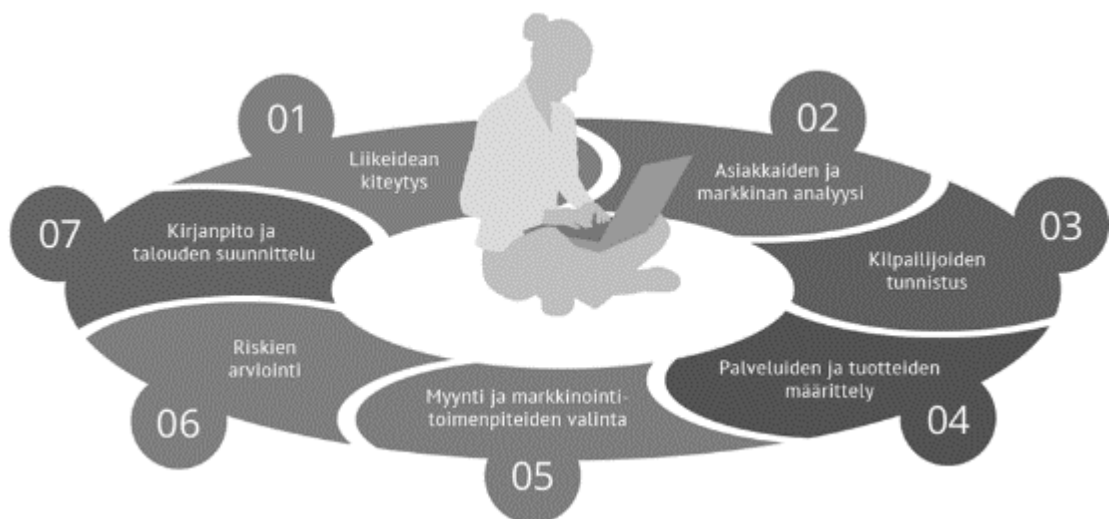 01
Liikeidean
kiteytys
02
Asiakkaiden ja
markkinan analyysi
03
Kilpailijoiden
tunnistus
04
Palveluiden ja tuotteiden
määrittely
05
Myynti ja markkinointi-
toimenpiteiden valinta
06
Riskien
arviointi
07
Kirjanpito ja
talouden suunnittelu